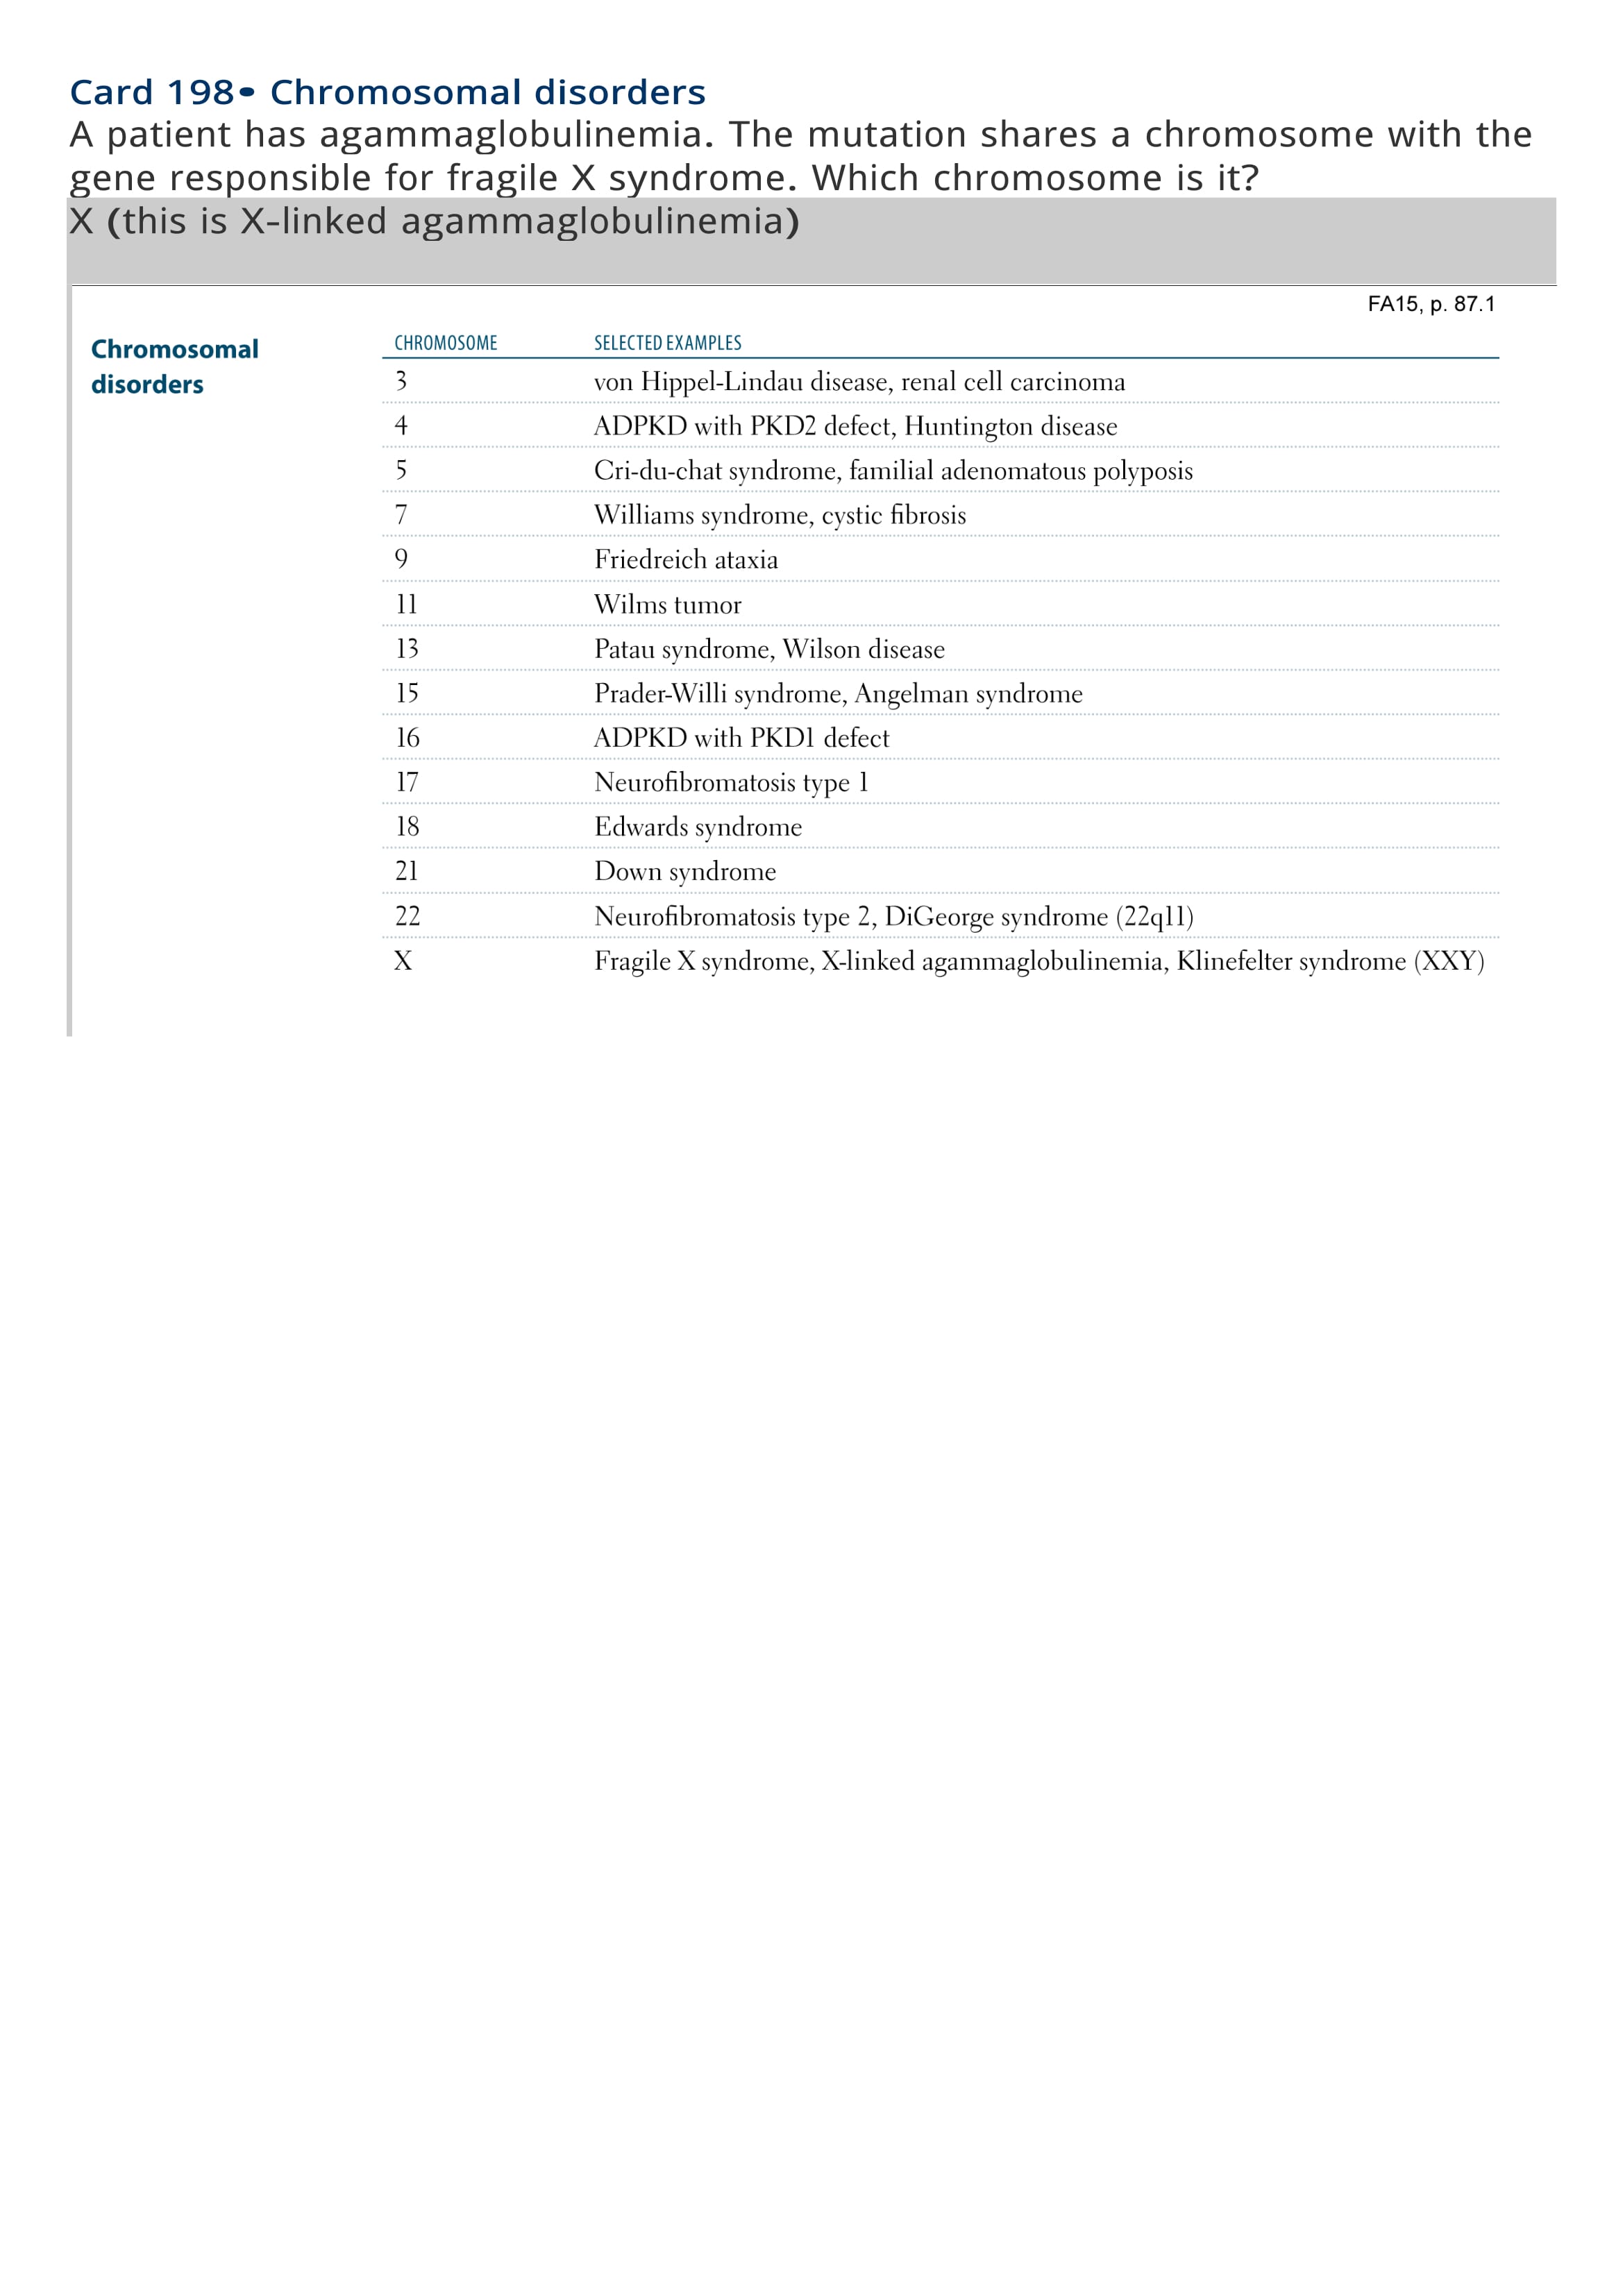 Card 198• Chromosomal disorders
A patient has agammaglobulinemia. The mutation shares a chromosome with the
gene responsible for fragile X syndrome. Which chromosome is it?
X (this is X-linked agammaglobulinemia)
FA15, p. 87.1
Chromosomal
disorders
CHROMOSOME SELECTED EXAMPLES
3 von Hippel-Lindau disease, renal cell carcinoma
4 ADPKD with PKD2 defect, Huntington disease
5 Cri-du-chat syndrome, familial adenomatous polyposis
7 Williams syndrome, cystic fibrosis
9 Friedreich ataxia
11 Wilms tumor
13 Patau syndrome, Wilson disease
15 Prader-Willi syndrome, Angelman syndrome
16 ADPKD with PKD1 defect
17 Neurofibromatosis type 1
18 Edwards syndrome
21 Down syndrome
22 Neurofibromatosis type 2, DiGeorge syndrome (22q11)
X Fragile X syndrome, X-linked agammaglobulinemia, Klinefelter syndrome (XXY)